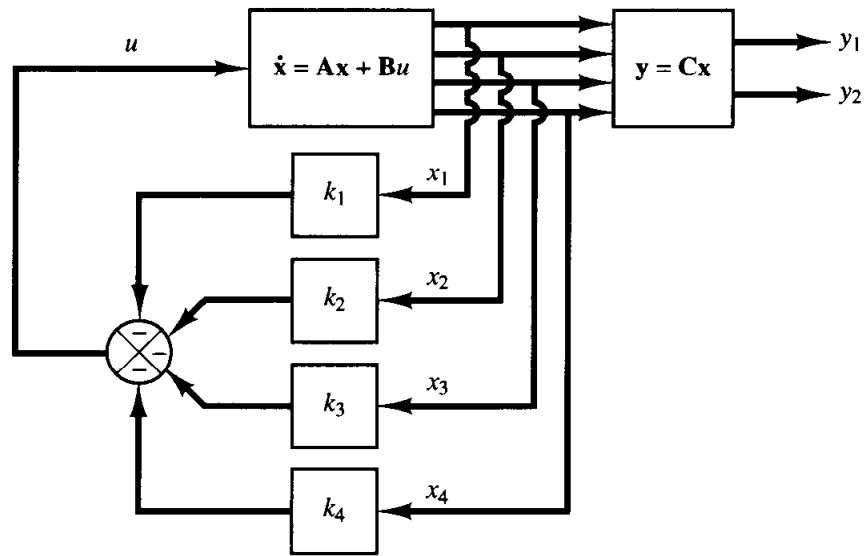 u
ẋ = Ax + Bu
y = Cx
y₁
y₂
k₁
x₁
k₂
x₂
k₃
x₃
k₄
x₄
−
−
−